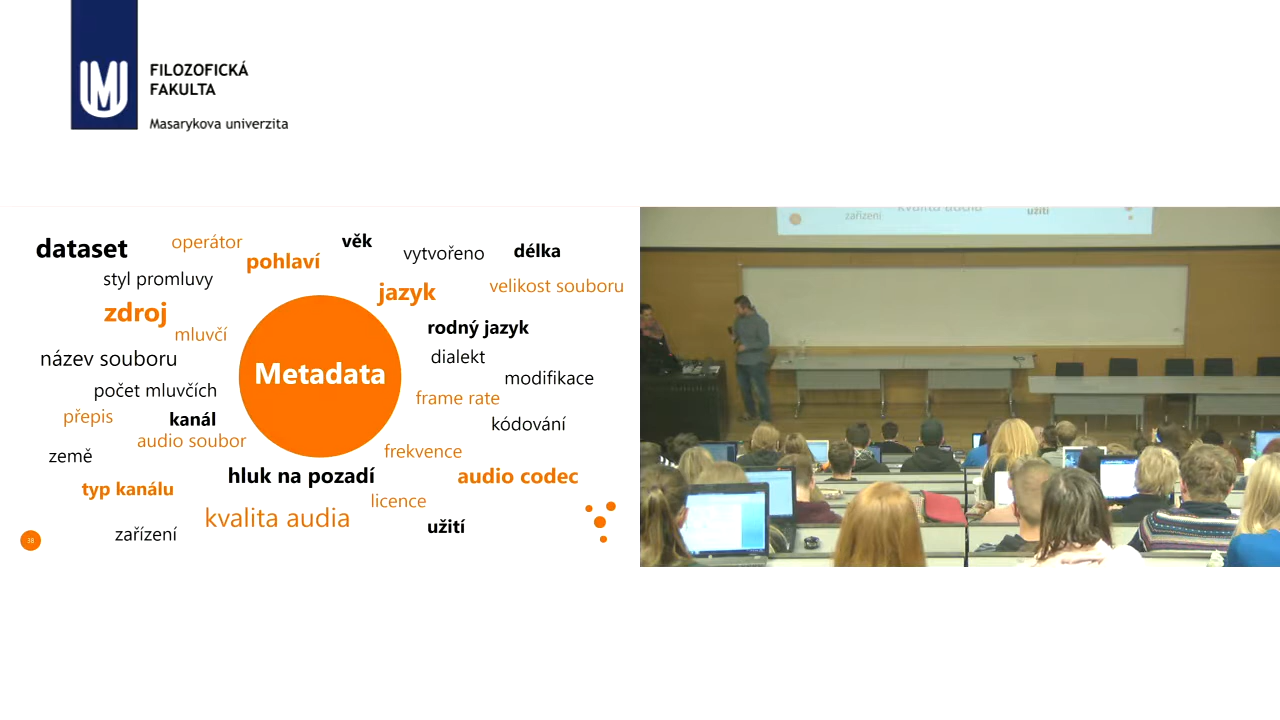 FILOZOFICKÁ
FAKULTA
Masarykova univerzita
dataset
operátor
věk
pohlaví
vytvořeno
délka
styl promluvy
jazyk
velikost souboru
zdroj
mluvčí
rodný jazyk
název souboru
dialekt
Metadata
počet mluvčích
modifikace
frame rate
přepis
kanál
kódování
audio soubor
země
frekvence
hluk na pozadí
audio codec
typ kanálu
licence
kvalita audia
užití
zařízení
38
zařízení
kvalita audia
užití